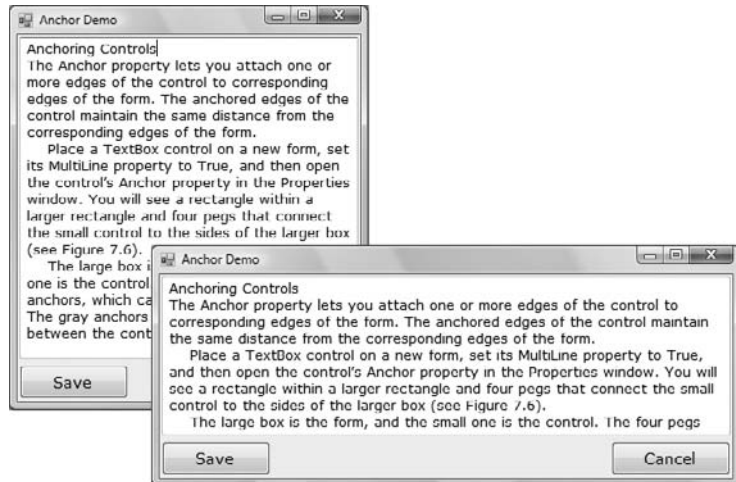 Anchor Demo
Anchoring Controls
The Anchor property lets you attach one or
more edges of the control to corresponding
edges of the form. The anchored edges of the
control maintain the same distance from the
corresponding edges of the form.
Place a TextBox control on a new form, set
its MultiLine property to True, and then open
the control's Anchor property in the Properties
window. You will see a rectangle within a
larger rectangle and four pegs that connect
the small control to the sides of the larger box
(see Figure 7.6).
The large box i
one is the control.
anchors, which ca
The gray anchors
between the cont
Save
Anchor Demo
Anchoring Controls
The Anchor property lets you attach one or more edges of the control to
corresponding edges of the form. The anchored edges of the control maintain
the same distance from the corresponding edges of the form.
Place a TextBox control on a new form, set its MultiLine property to True,
and then open the control's Anchor property in the Properties window. You will
see a rectangle within a larger rectangle and four pegs that connect the small
control to the sides of the larger box (see Figure 7.6).
The large box is the form, and the small one is the control. The four pegs
Save
Cancel